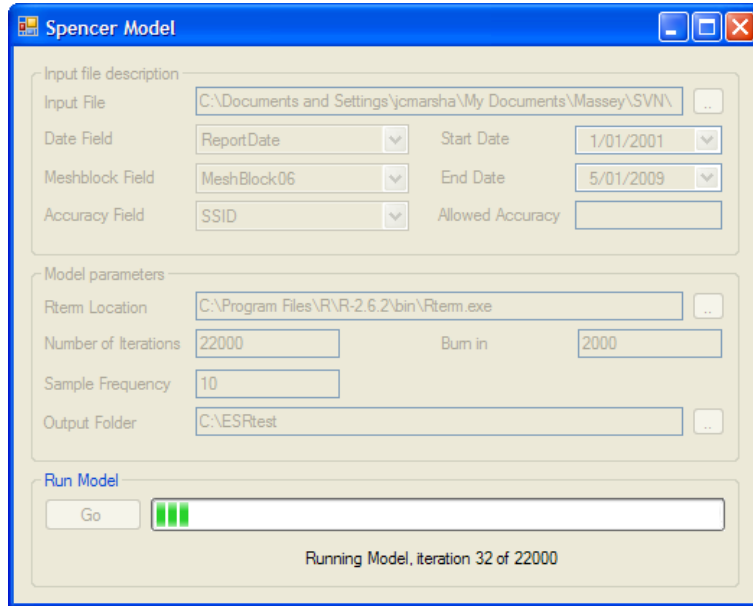 Spencer Model
Input file description
Input File C:\Documents and Settings\jcmarsha\My Documents\Massey\SVN\ ..
Date Field ReportDate Start Date 1/01/2001
Meshblock Field MeshBlock06 End Date 5/01/2009
Accuracy Field SSID Allowed Accuracy
Model parameters
Rterm Location C:\Program Files\R\R-2.6.2\bin\Rterm.exe ..
Number of Iterations 22000 Burn in 2000
Sample Frequency 10
Output Folder C:\ESRtest ..
Run Model
Go
Running Model, iteration 32 of 22000